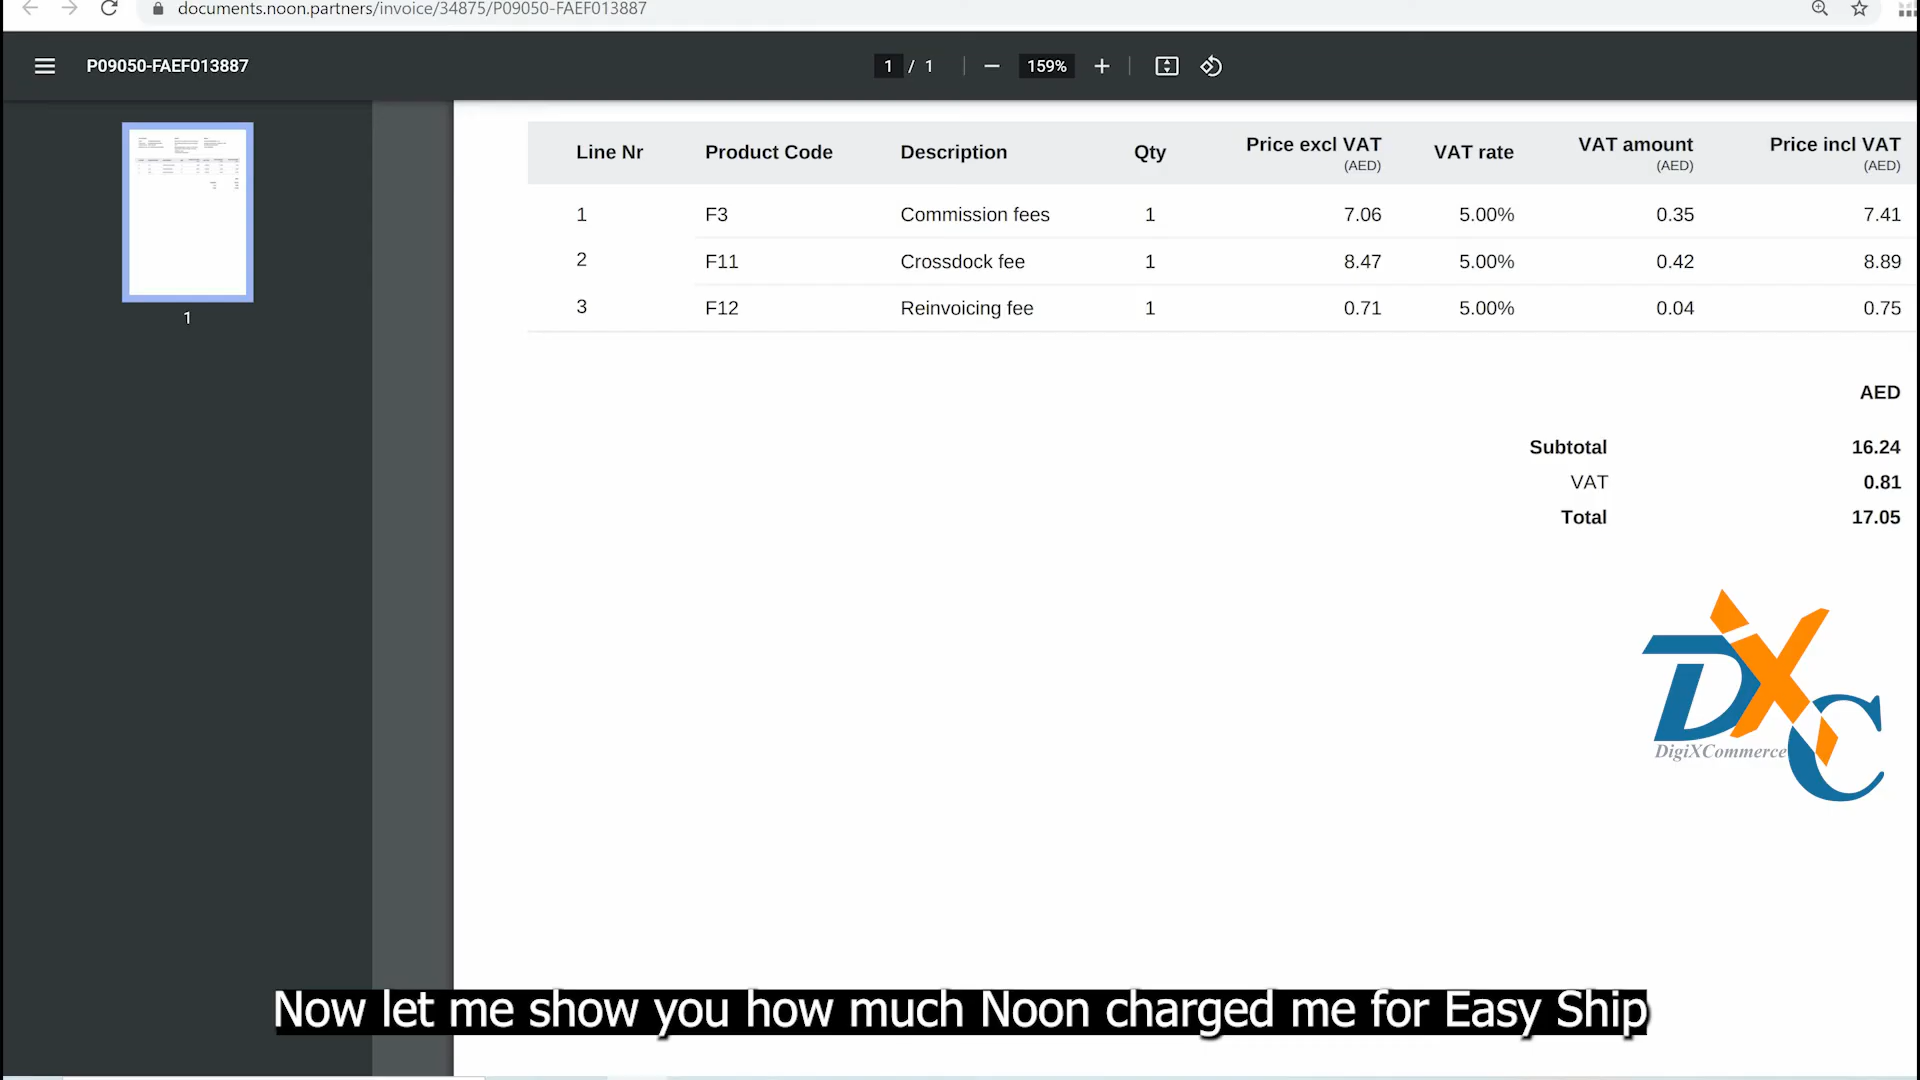 documents.noon.partners/invoice/34875/P09050-FAEF013887
P09050-FAEF013887
1 / 1
159%
Line Nr Product Code Description Qty Price excl VAT (AED) VAT rate VAT amount (AED) Price incl VAT (AED)
1 F3 Commission fees 1 7.06 5.00% 0.35 7.41
2 F11 Crossdock fee 1 8.47 5.00% 0.42 8.89
3 F12 Reinvoicing fee 1 0.71 5.00% 0.04 0.75
1
AED
Subtotal 16.24
VAT 0.81
Total 17.05
DXC
DigiXCommerce
Now let me show you how much Noon charged me for Easy Ship